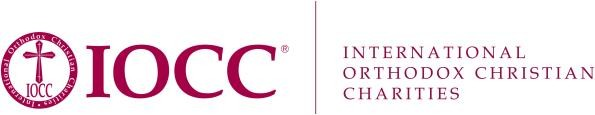 International Orthodox Christian Charities
IOCC
IOCC®
INTERNATIONAL
ORTHODOX CHRISTIAN
CHARITIES